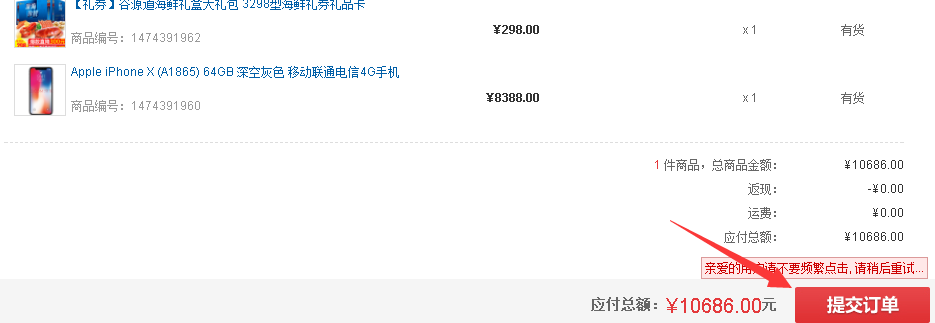 【礼券】谷源道海鲜礼盒大礼包 3298型海鲜礼券礼品卡
商品编号：1474391962
¥298.00
x 1
有货
Apple iPhone X (A1865) 64GB 深空灰色 移动联通电信4G手机
商品编号：1474391960
¥8388.00
x 1
有货
1 件商品，总商品金额：
¥10686.00
返现：
-¥0.00
运费：
¥0.00
应付总额：
¥10686.00
亲爱的用户请不要频繁点击, 请稍后重试...
应付总额：¥10686.00元
提交订单